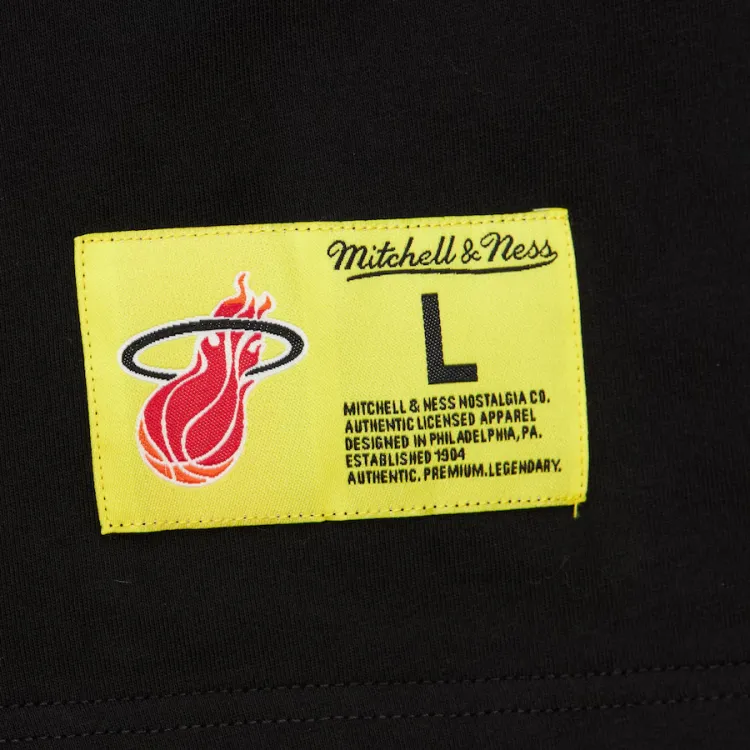 Mitchell & Ness
L
MITCHELL & NESS NOSTALGIA CO.
AUTHENTIC LICENSED APPAREL
DESIGNED IN PHILADELPHIA, PA.
ESTABLISHED 1904
AUTHENTIC. PREMIUM. LEGENDARY.